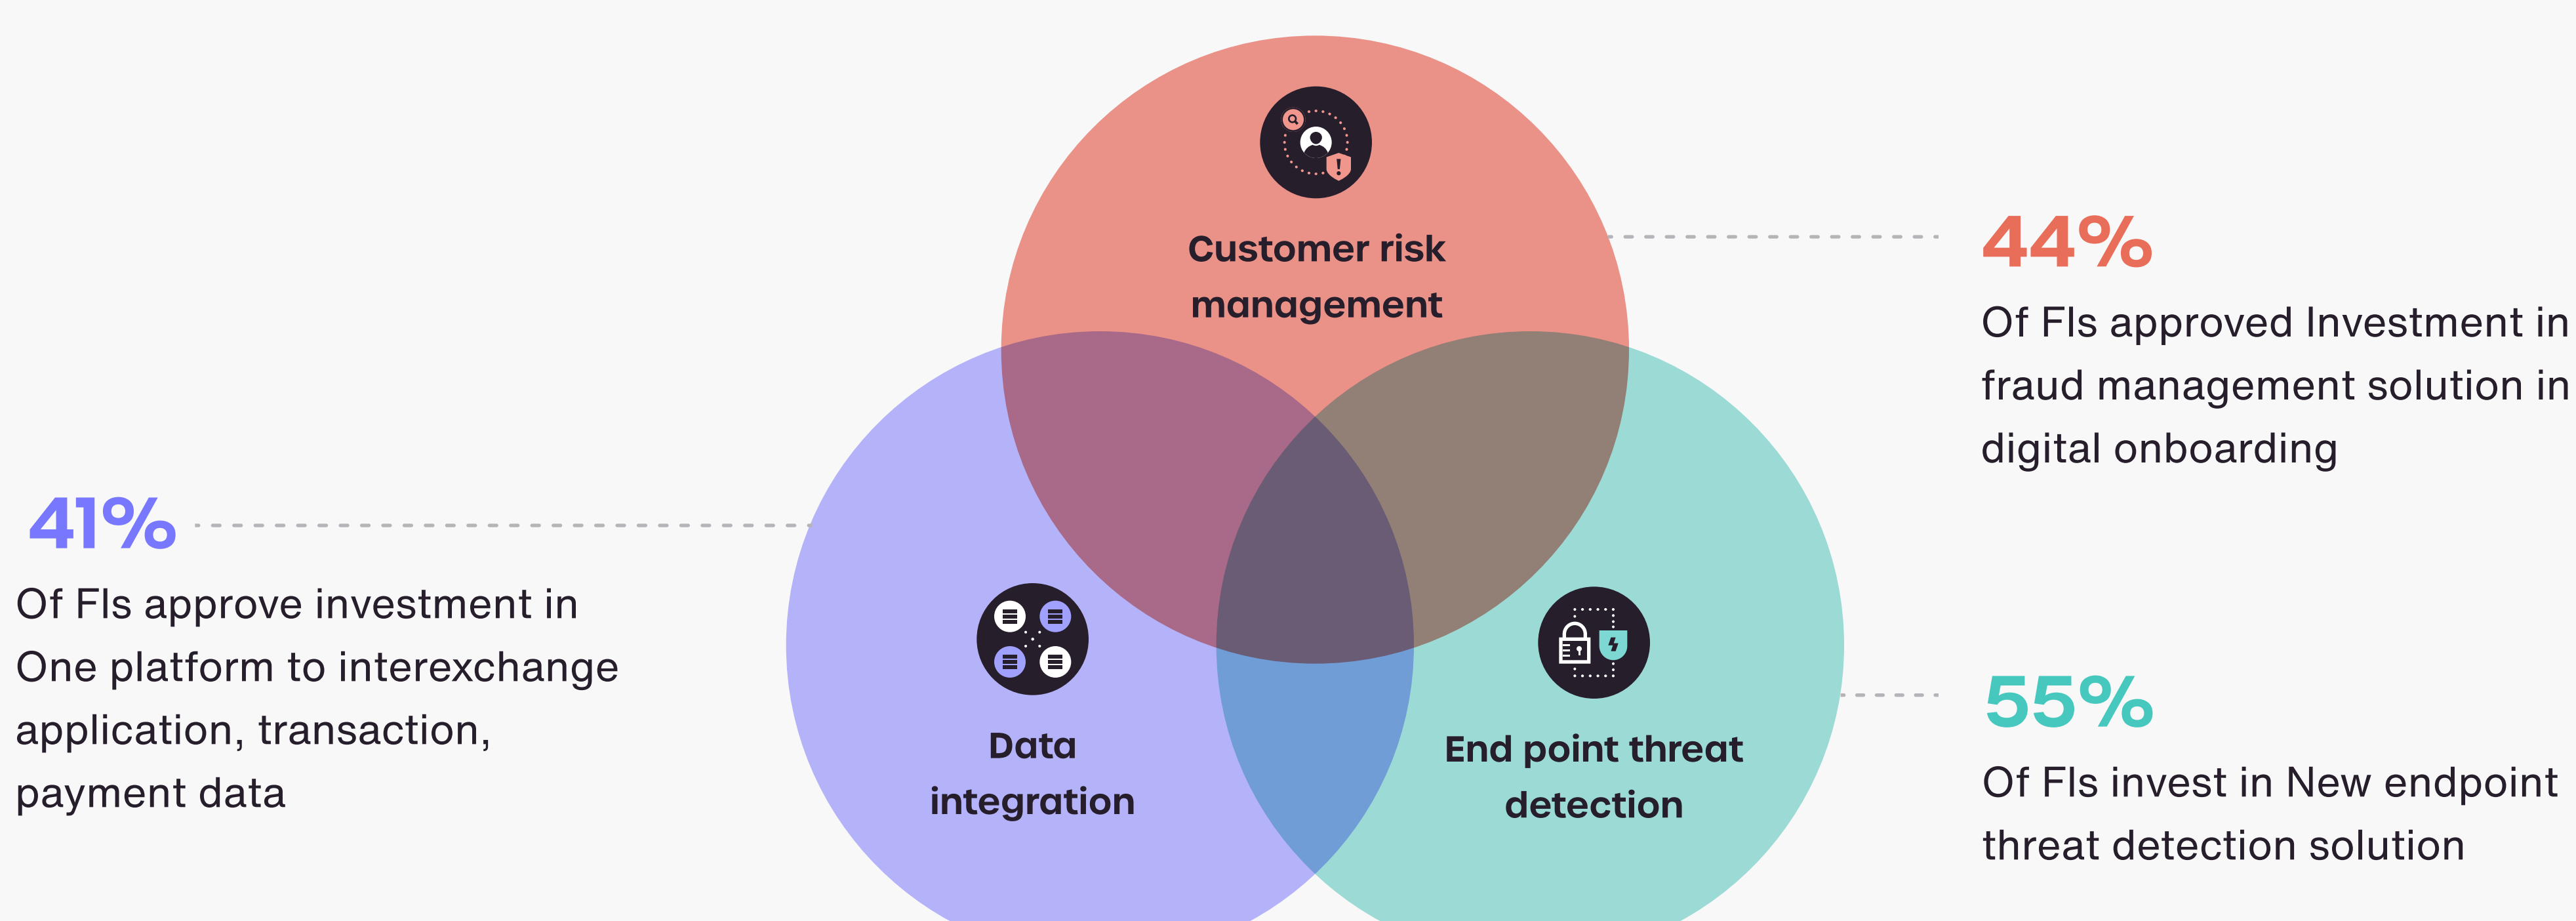 Customer risk
management
44%
Of FIs approved Investment in
fraud management solution in
digital onboarding
41%
Of FIs approve investment in
One platform to interexchange
application, transaction,
payment data
Data
integration
End point threat
detection
55%
Of FIs invest in New endpoint
threat detection solution